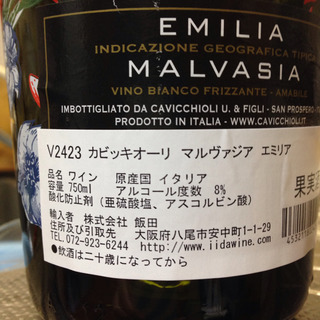 EMILIA
INDICAZIONE GEOGRAFICA TIPICA
MALVASIA
VINO BIANCO FRIZZANTE - AMABILE
IMBOTTIGLIATO DA CAVICCHIOLI U. & FIGLI - SAN PROSPERO
PRODOTTO IN ITALIA - WWW.CAVICCHIOLI.IT
V2423 カビッキオーリ マルヴァジア エミリア
品名 ワイン 原産国 イタリア
容量 750ml アルコール度数 8%
酸化防止剤（亜硫酸塩、アスコルビン酸）
輸入者 株式会社 飯田
住所及び引取先 大阪府八尾市安中町1-1-29
TEL 072-923-6244 http://www.iidawine.com
●飲酒は二十歳になってから
果実